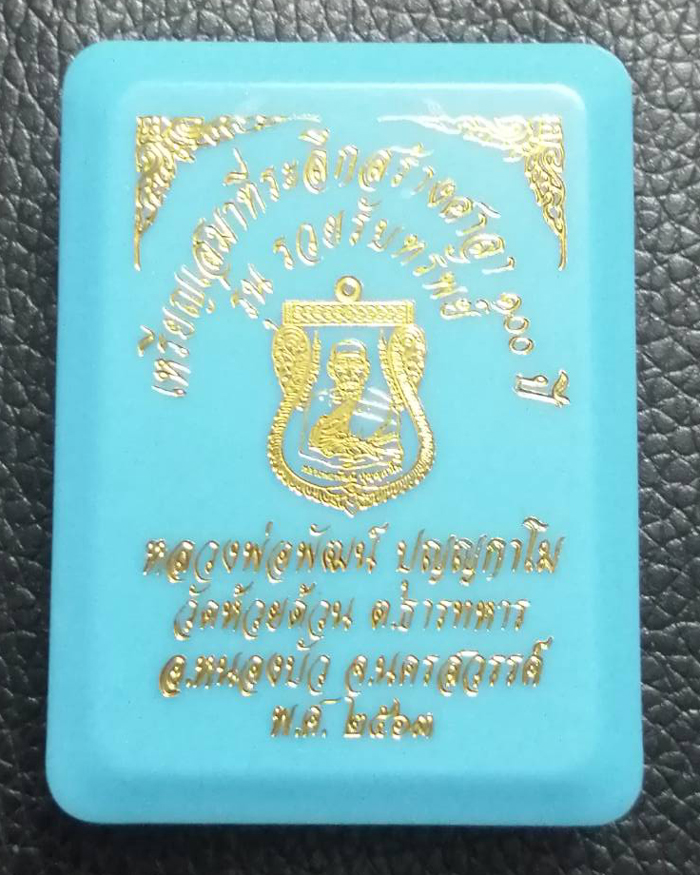 เหรียญเสมาที่ระลึกสร้างศาลา ๑๐๐ ปี
รุ่น รวยรับทรัพย์
หลวงพ่อพัฒน์ ปุญญกาโม
วัดห้วยด้วน ต.ธารทหาร
อ.หนองบัว จ.นครสวรรค์
พ.ศ. ๒๕๖๓